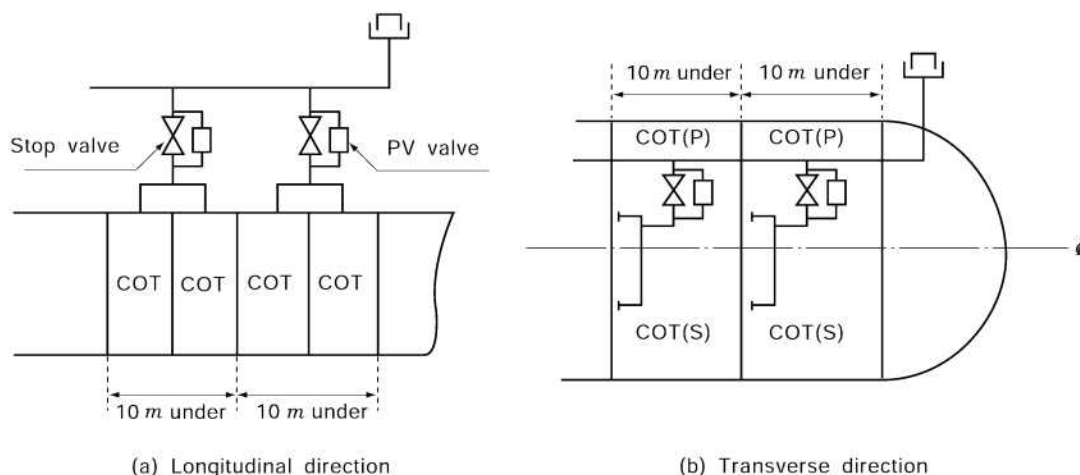 10 m under 10 m under
Stop valve
PV valve
COT(P) COT(P)
COT COT COT COT
COT(S) COT(S)
10 m under 10 m under
(a) Longitudinal direction
(b) Transverse direction